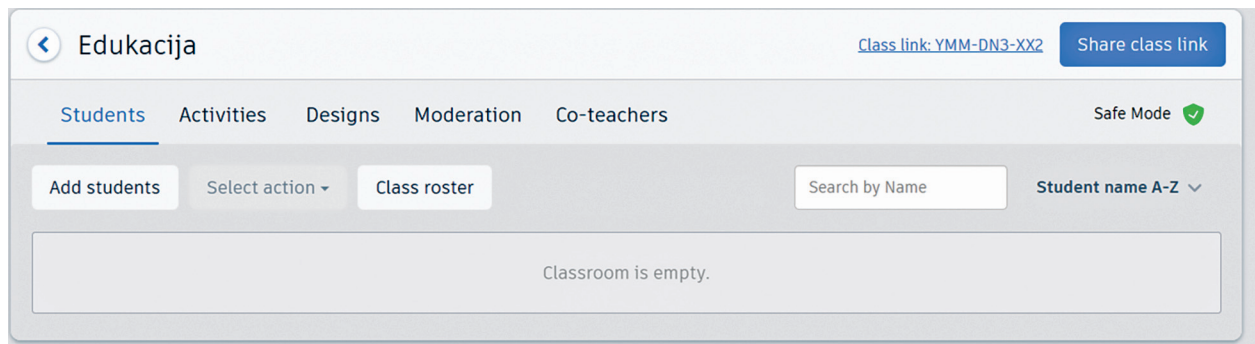 Edukacija
Class link: YMM-DN3-XX2
Share class link
Students Activities Designs Moderation Co-teachers
Safe Mode
Add students Select action Class roster
Search by Name
Student name A-Z
Classroom is empty.